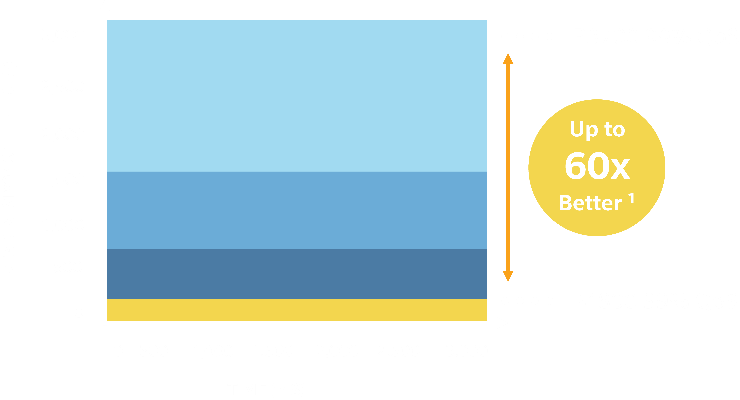 Up to
60x
Better ¹